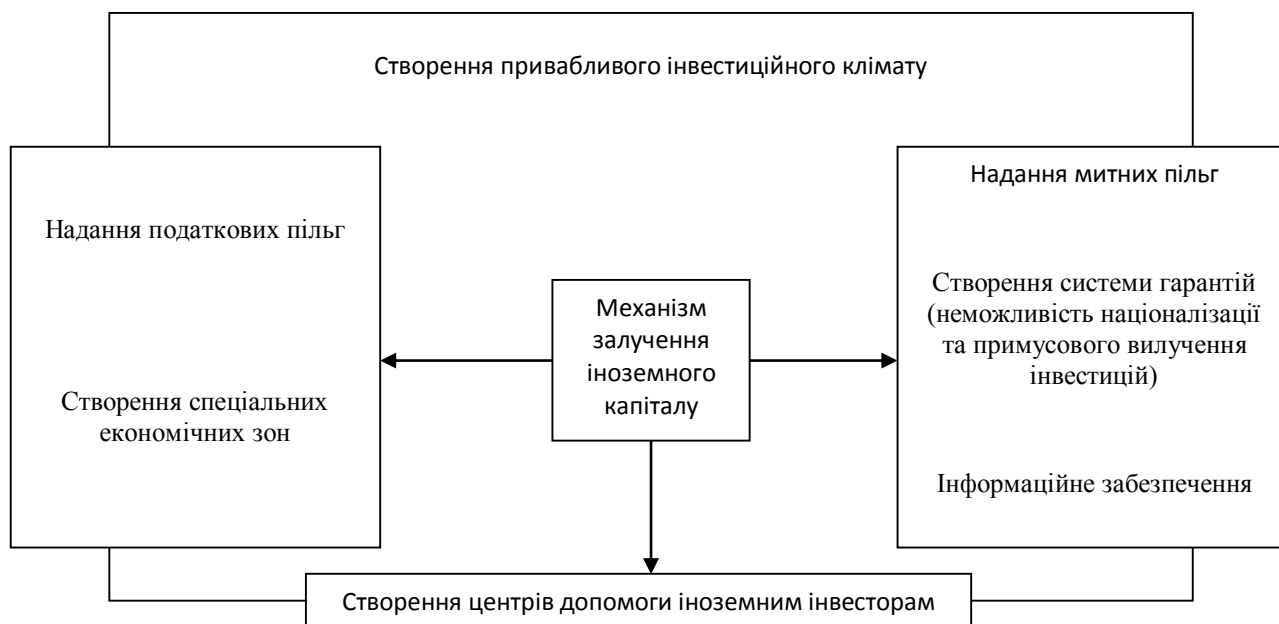 Створення привабливого інвестиційного клімату
Надання податкових пільг
Створення спеціальних
економічних зон
Механізм
залучення
іноземного
капіталу
Надання митних пільг
Створення системи гарантій
(неможливість націоналізації
та примусового вилучення
інвестицій)
Інформаційне забезпечення
Створення центрів допомоги іноземним інвесторам